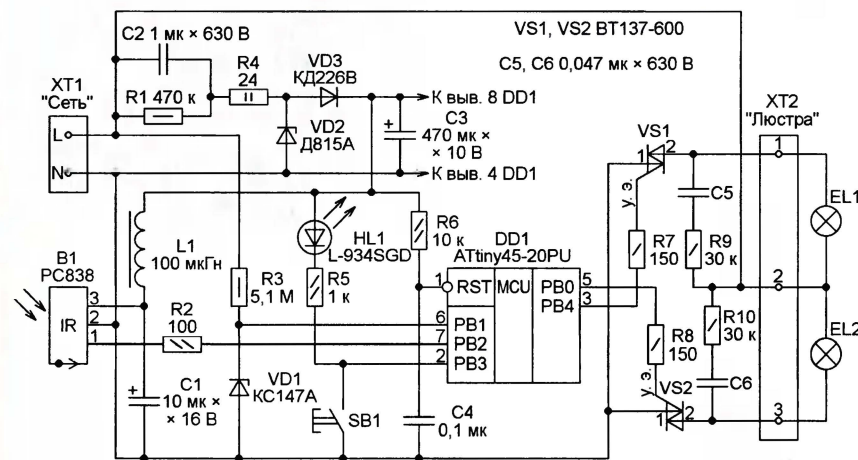 C2 1 мк × 630 В
VS1, VS2 BT137-600
C5, C6 0,047 мк × 630 В
XT1
"Сеть"
R4
24
VD3
КД226В
R1 470 к
К выв. 8 DD1
L
N
VD2
Д815А
C3
470 мк ×
× 10 В
К выв. 4 DD1
XT2
"Люстра"
VS1
1
2
1
у. э.
C5
EL1
L1
100 мкГн
HL1
L-934SGD
R6
10 к
DD1
ATtiny45-20PU
B1
PC838
R3
5,1 М
R5
1 к
1
RST
MCU
PB0
5
PB4
3
R7
150
R9
30 к
2
3
IR
2
1
R2
100
6
PB1
7
PB2
2
PB3
R8
150
R10
30 к
EL2
C1
10 мк ×
× 16 В
VD1
КС147А
SB1
C4
0,1 мк
у. э.
VS2
1
2
C6
3